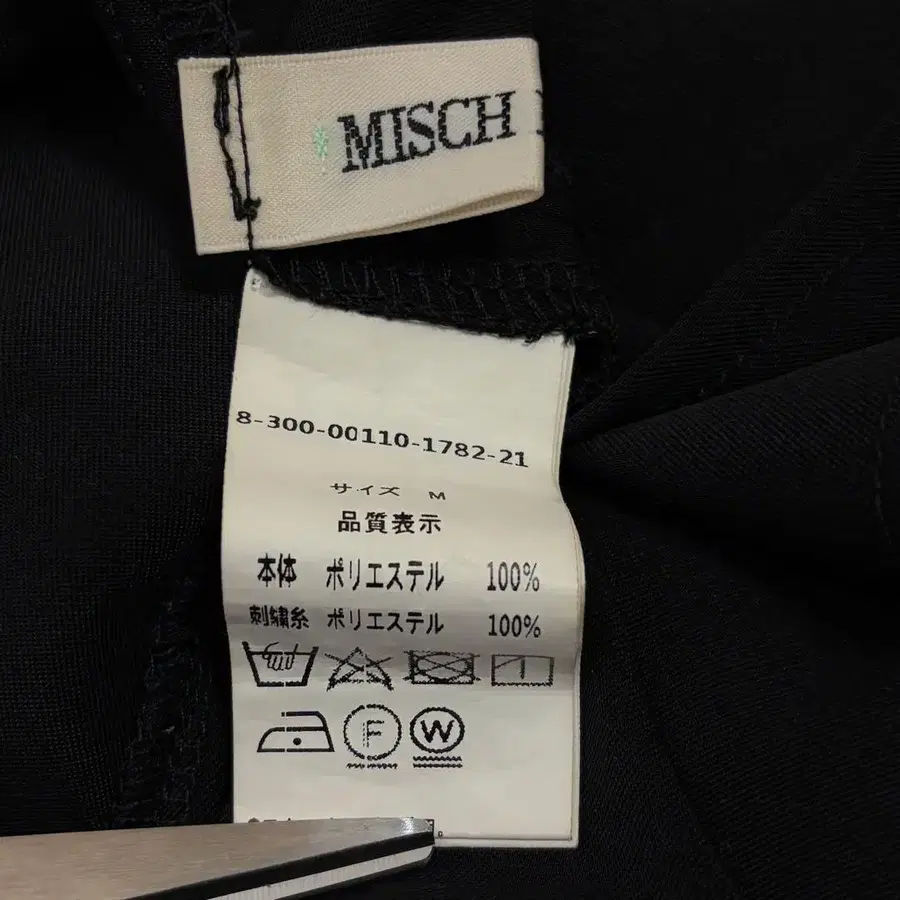 MISCH
8-300-00110-1782-21
サイズ M
品質表示
本体 ポリエステル 100%
刺繍糸 ポリエステル 100%
F W